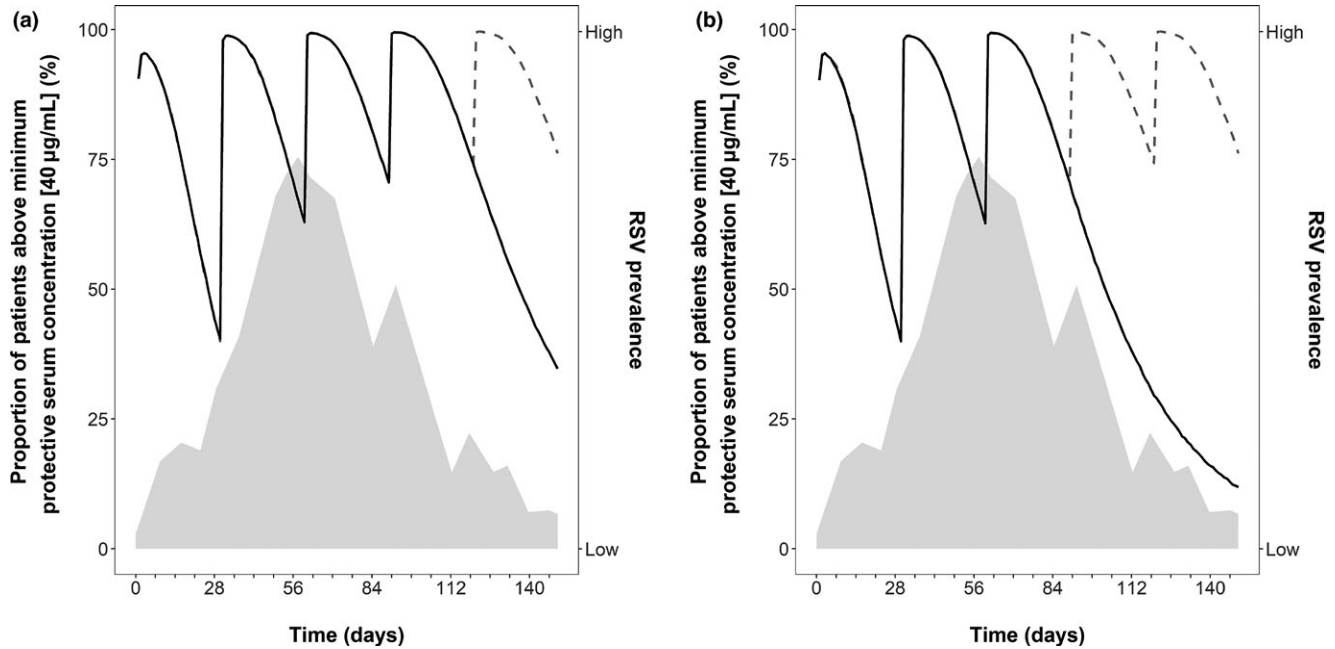 (a)
Proportion of patients above minimum
protective serum concentration [40 µg/mL] (%)
100
75
50
25
0
High
Low
RSV prevalence
0 28 56 84 112 140
Time (days)
(b)
Proportion of patients above minimum
protective serum concentration [40 µg/mL] (%)
100
75
50
25
0
High
Low
RSV prevalence
0 28 56 84 112 140
Time (days)